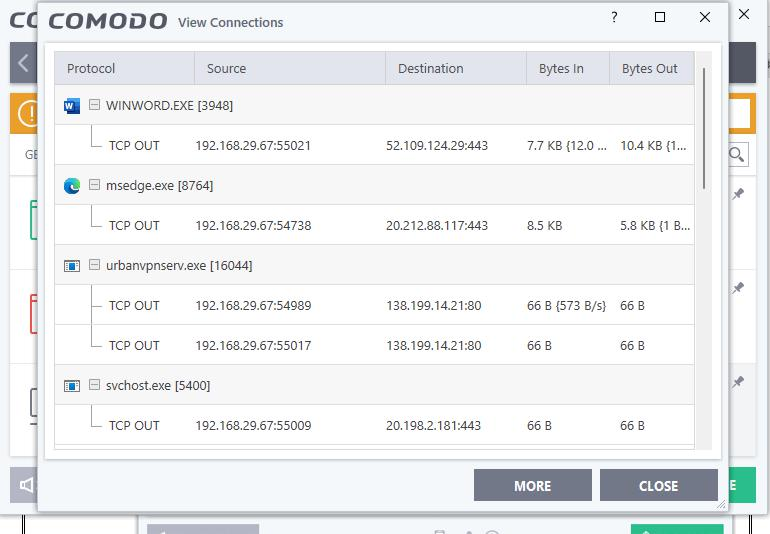 COMODO View Connections ?
Protocol Source Destination Bytes In Bytes Out
WINWORD.EXE [3948]
TCP OUT 192.168.29.67:55021 52.109.124.29:443 7.7 KB {12.0 ... 10.4 KB {1...
msedge.exe [8764]
TCP OUT 192.168.29.67:54738 20.212.88.117:443 8.5 KB 5.8 KB {1 B...
urbanvpnserv.exe [16044]
TCP OUT 192.168.29.67:54989 138.199.14.21:80 66 B {573 B/s} 66 B
TCP OUT 192.168.29.67:55017 138.199.14.21:80 66 B 66 B
svchost.exe [5400]
TCP OUT 192.168.29.67:55009 20.198.2.181:443 66 B 66 B
MORE CLOSE